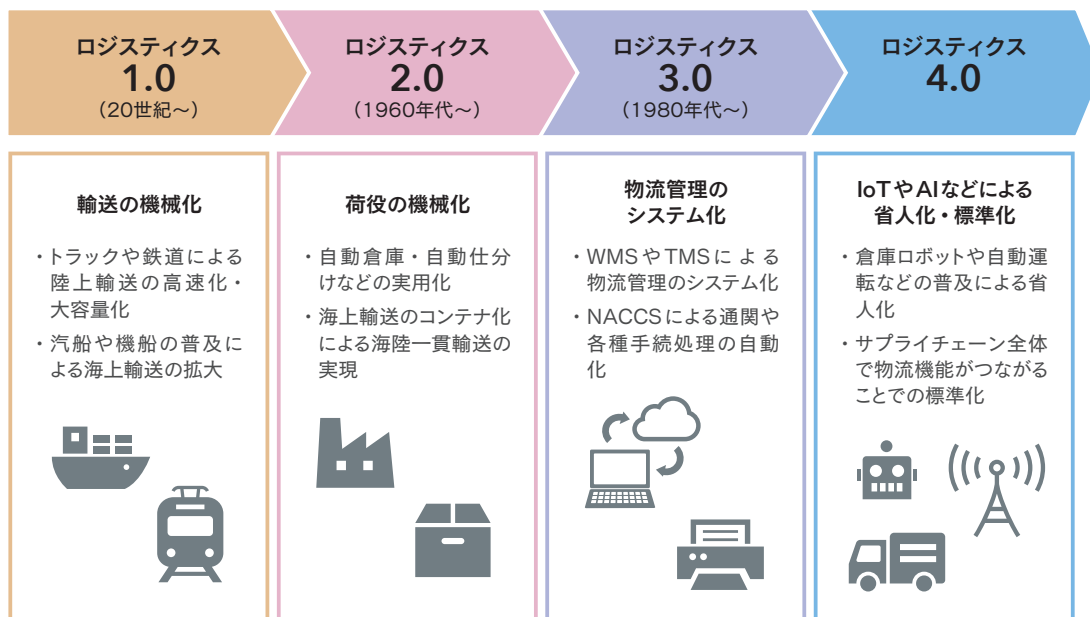 ロジスティクス
1.0
(20世紀〜)
ロジスティクス
2.0
(1960年代〜)
ロジスティクス
3.0
(1980年代〜)
ロジスティクス
4.0
輸送の機械化
・トラックや鉄道による
陸上輸送の高速化・
大容量化
・汽船や機船の普及に
よる海上輸送の拡大
荷役の機械化
・自動倉庫・自動仕分
けなどの実用化
・海上輸送のコンテナ化
による海陸一貫輸送の
実現
物流管理の
システム化
・WMSやTMSによる
物流管理のシステム化
・NACCSによる通関や
各種手続処理の自動
化
IoTやAIなどによる
省人化・標準化
・倉庫ロボットや自動運
転などの普及による省
人化
・サプライチェーン全体
で物流機能がつながる
ことでの標準化